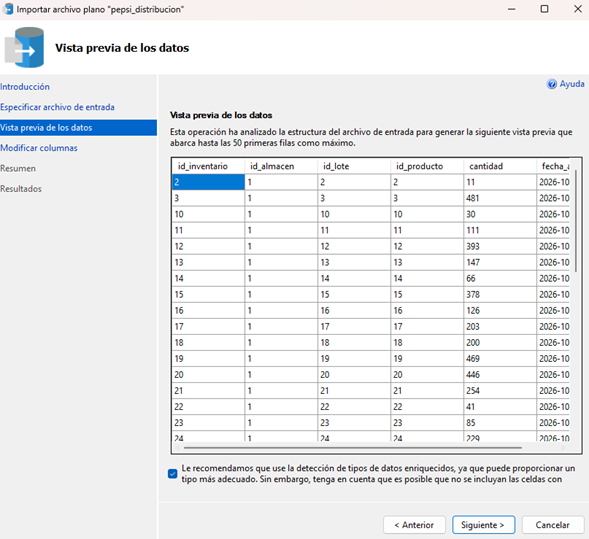 Importar archivo plano "pepsi_distribucion"
Vista previa de los datos
Introducción
Especificar archivo de entrada
Vista previa de los datos
Modificar columnas
Resumen
Resultados
Ayuda
Vista previa de los datos
Esta operación ha analizado la estructura del archivo de entrada para generar la siguiente vista previa que
abarca hasta las 50 primeras filas como máximo.
id_inventario id_almacen id_lote id_producto cantidad fecha_a
2 1 2 2 11 2026-10
3 1 3 3 481 2026-10
10 1 10 10 30 2026-10
11 1 11 11 111 2026-10
12 1 12 12 393 2026-10
13 1 13 13 147 2026-10
14 1 14 14 66 2026-10
15 1 15 15 378 2026-10
16 1 16 16 126 2026-10
17 1 17 17 203 2026-10
18 1 18 18 200 2026-10
19 1 19 19 469 2026-10
20 1 20 20 446 2026-10
21 1 21 21 254 2026-10
22 1 22 22 41 2026-10
23 1 23 23 85 2026-10
24 1 24 24 229 2026-10
Le recomendamos que use la detección de tipos de datos enriquecidos, ya que puede proporcionar un
tipo más adecuado. Sin embargo, tenga en cuenta que es posible que no se incluyan las celdas con
< Anterior Siguiente > Cancelar